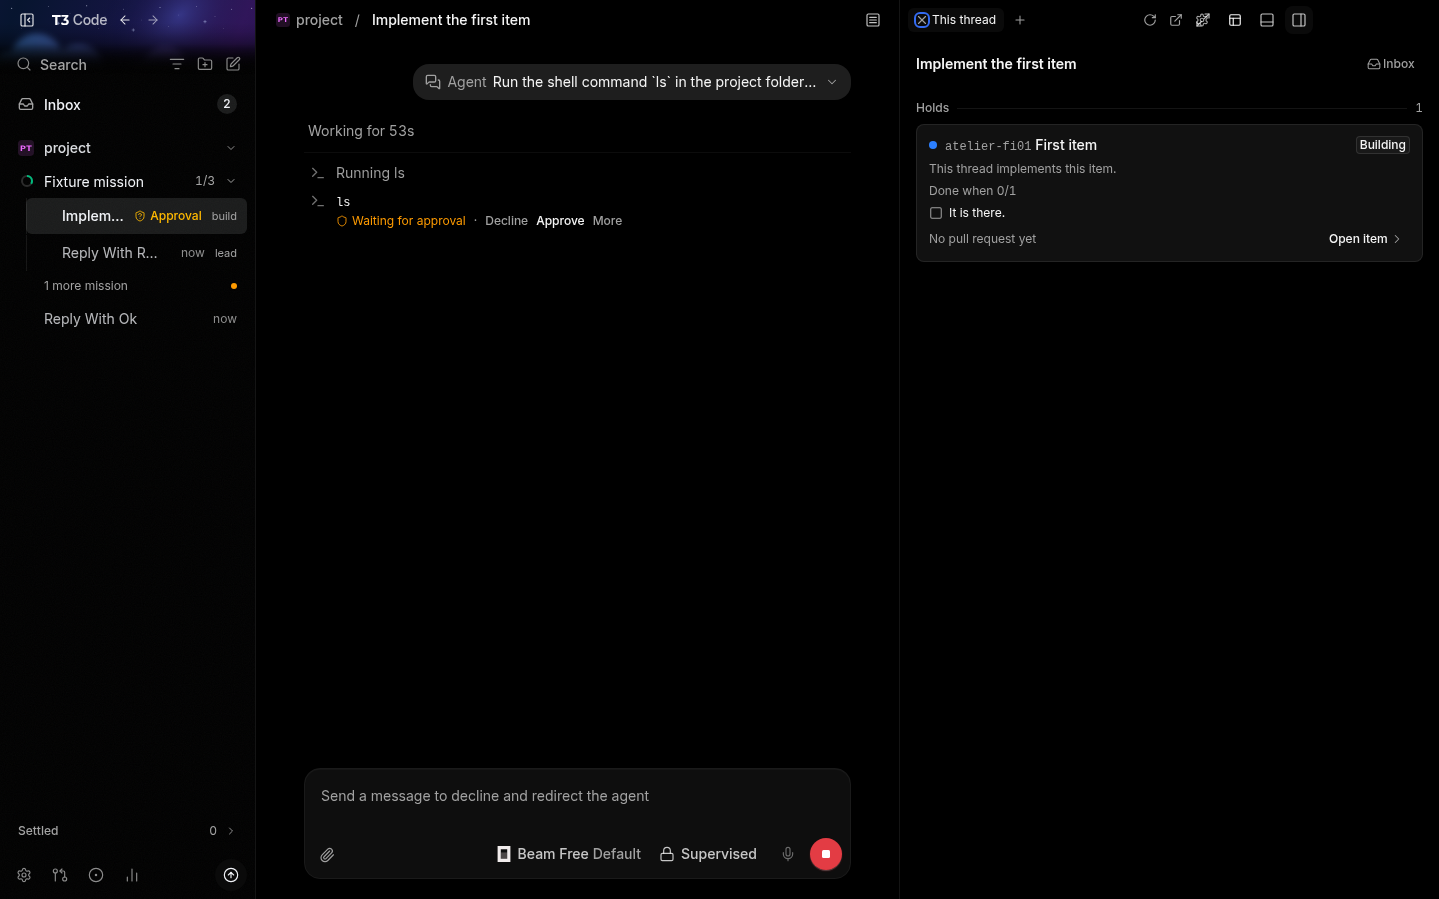 T3 Code
Search
Inbox 2
PT project
Fixture mission 1/3
Implem... Approval build
Reply With R... now lead
1 more mission
Reply With Ok now
Settled 0
PT project / Implement the first item
Agent Run the shell command `ls` in the project folder...
Working for 53s
Running ls
ls
Waiting for approval · Decline Approve More
Send a message to decline and redirect the agent
Beam Free Default Supervised
This thread
Implement the first item Inbox
Holds 1
atelier-fi01 First item Building
This thread implements this item.
Done when 0/1
It is there.
No pull request yet Open item